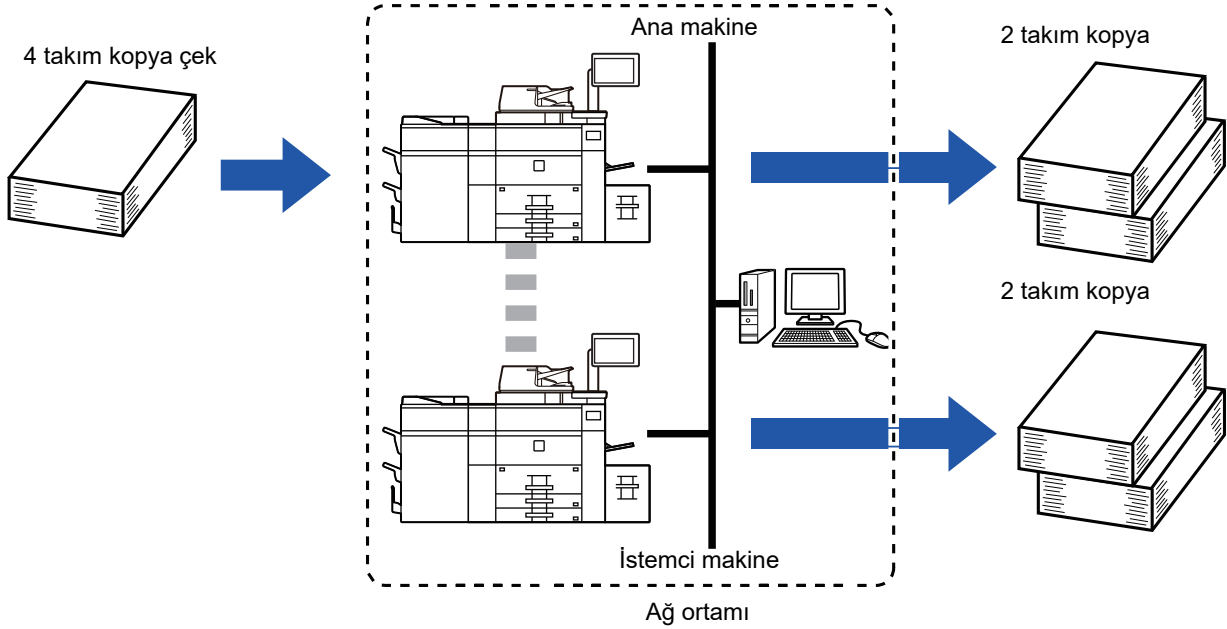 4 takım kopya çek
Ana makine
2 takım kopya
2 takım kopya
İstemci makine
Ağ ortamı